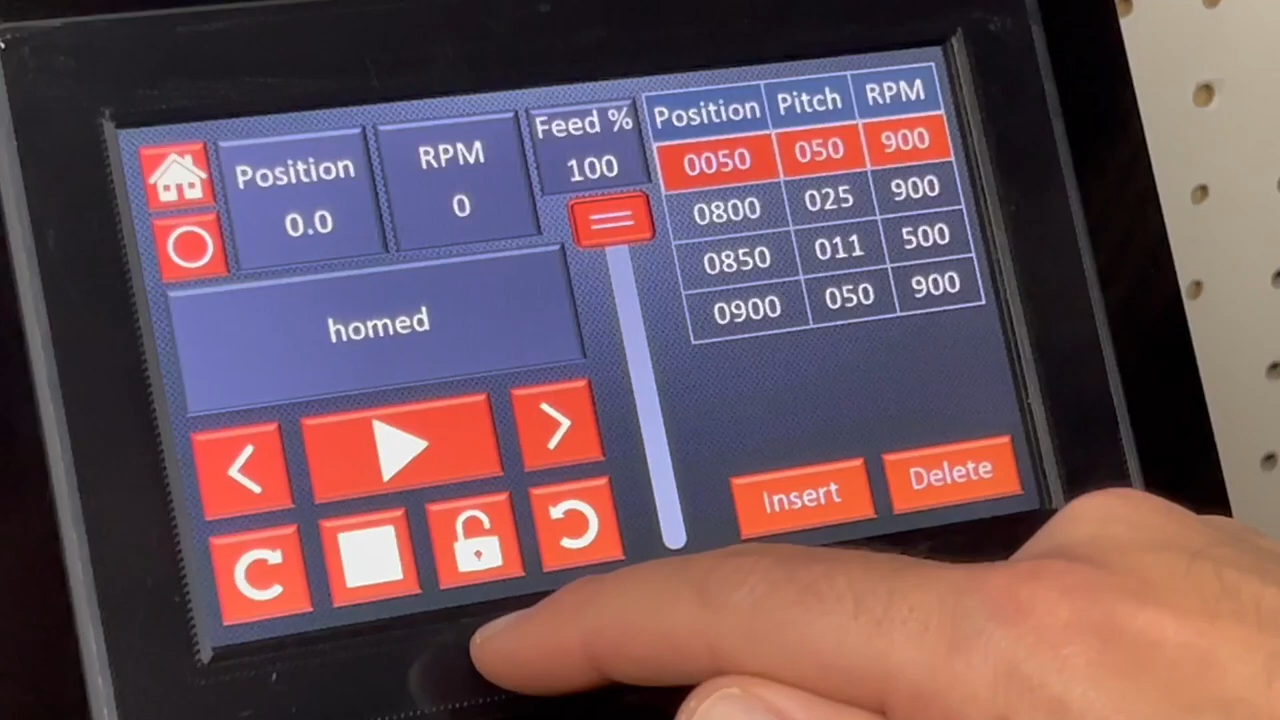 Position
0.0
RPM
0
Feed %
100
homed
Position Pitch RPM
0050 050 900
0800 025 900
0850 011 500
0900 050 900
Insert
Delete